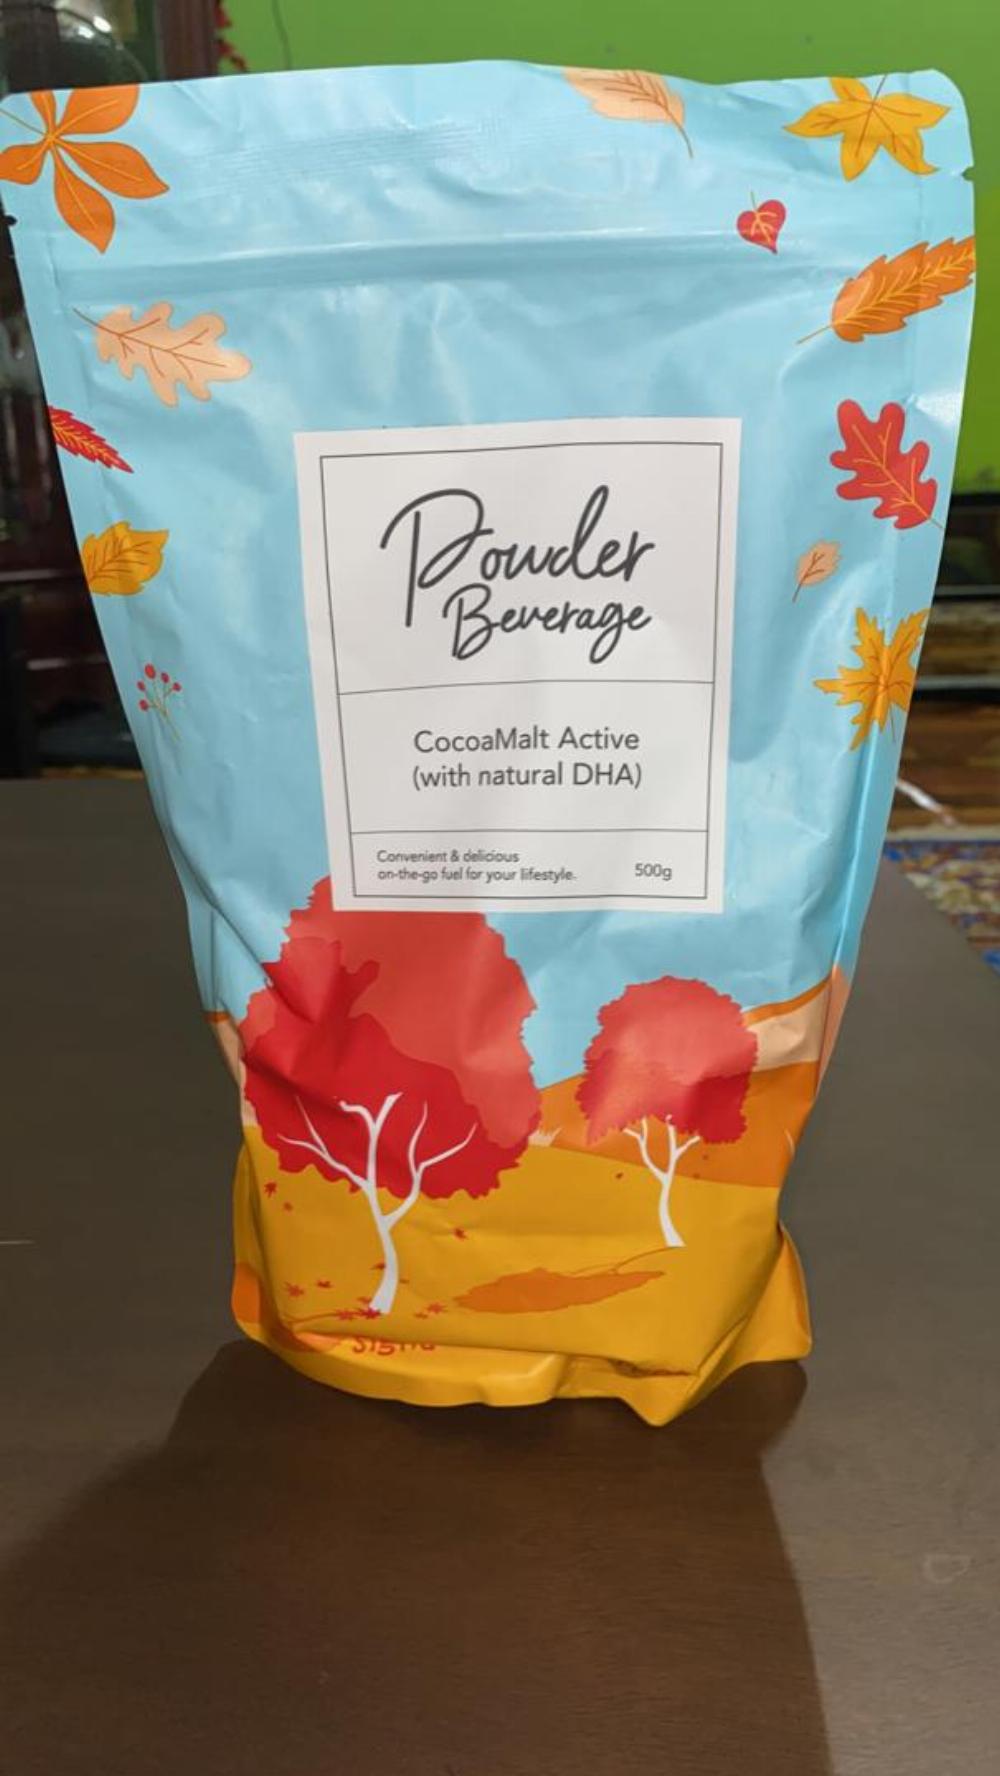 Powder
Beverage
CocoaMalt Active
(with natural DHA)
Convenient & delicious
on-the-go fuel for your lifestyle.
500g